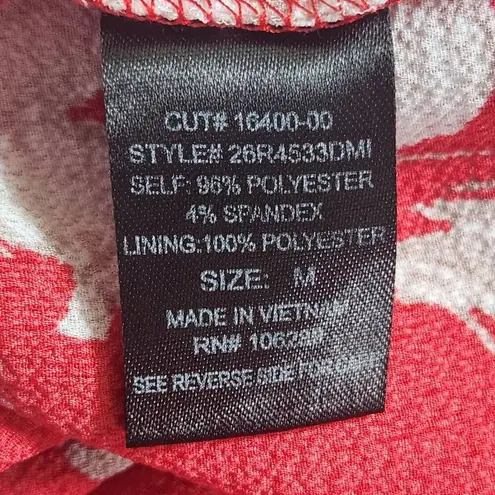 CUT# 16400-00
STYLE# 26R4533DMI
SELF: 96% POLYESTER
4% SPANDEX
LINING:100% POLYESTER
SIZE: M
MADE IN VIETNAM
RN#
SEE REVERSE SIDE FOR